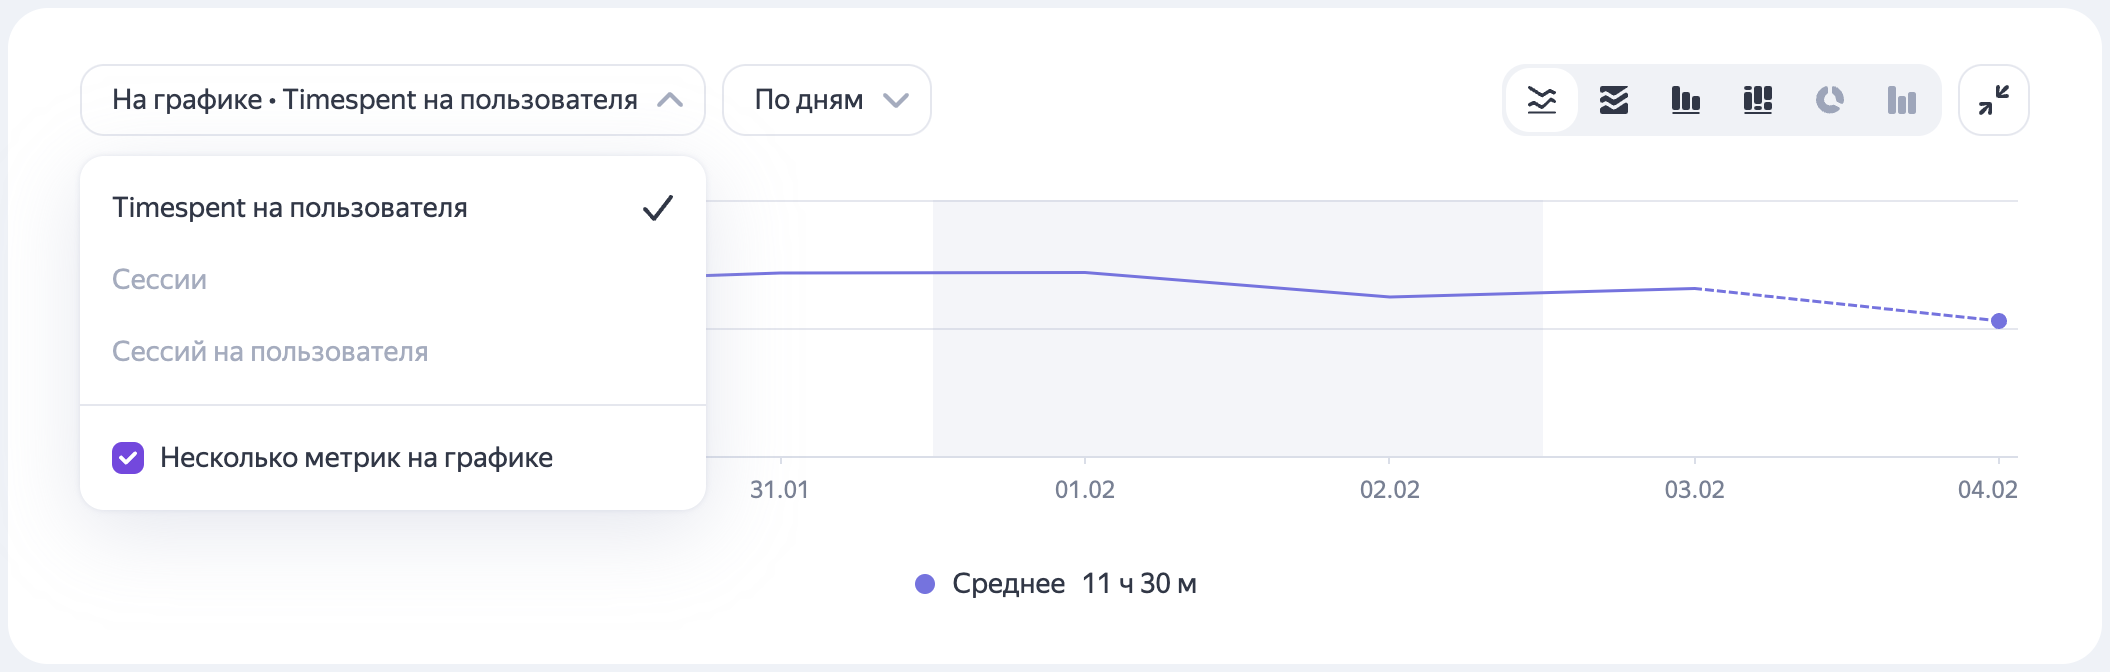 На графике • Timespent на пользователя
По дням
Timespent на пользователя
Сессии
Сессий на пользователя
Несколько метрик на графике
31.01
01.02
02.02
03.02
04.02
Среднее 11 ч 30 м